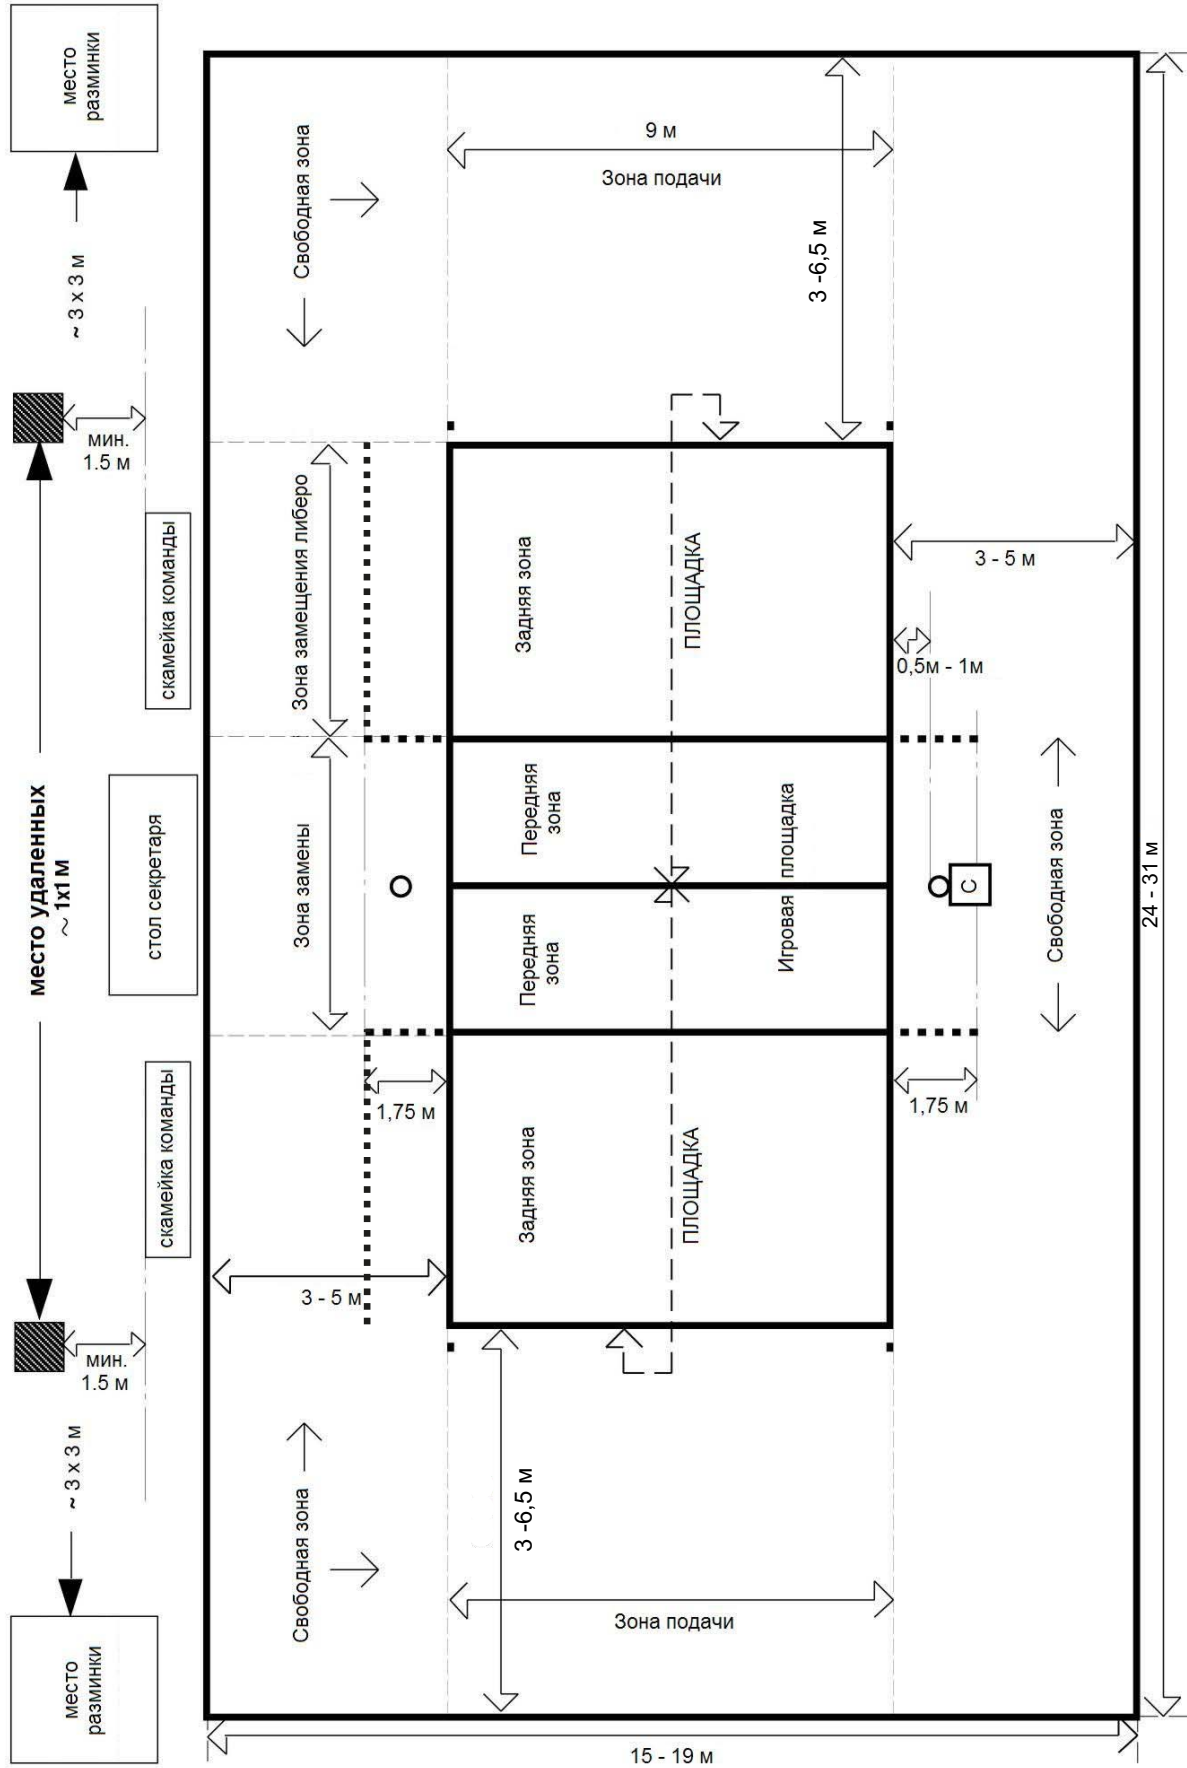 место
разминки
~ 3 х 3 м
Свободная зона
9 м
Зона подачи
3 -6,5 м
мин.
1.5 м
скамейка команды
Зона замещения либеро
Задняя зона
ПЛОЩАДКА
3 - 5 м
0,5м - 1м
место удаленных
~ 1х1м
стол секретаря
Зона замены
Передняя
зона
Игровая площадка
Передняя
зона
С
Свободная зона
24 - 31 м
скамейка команды
1,75 м
1,75 м
Задняя зона
ПЛОЩАДКА
3 - 5 м
мин.
1.5 м
~ 3 х 3 м
Свободная зона
3 -6,5 м
Зона подачи
место
разминки
15 - 19 м